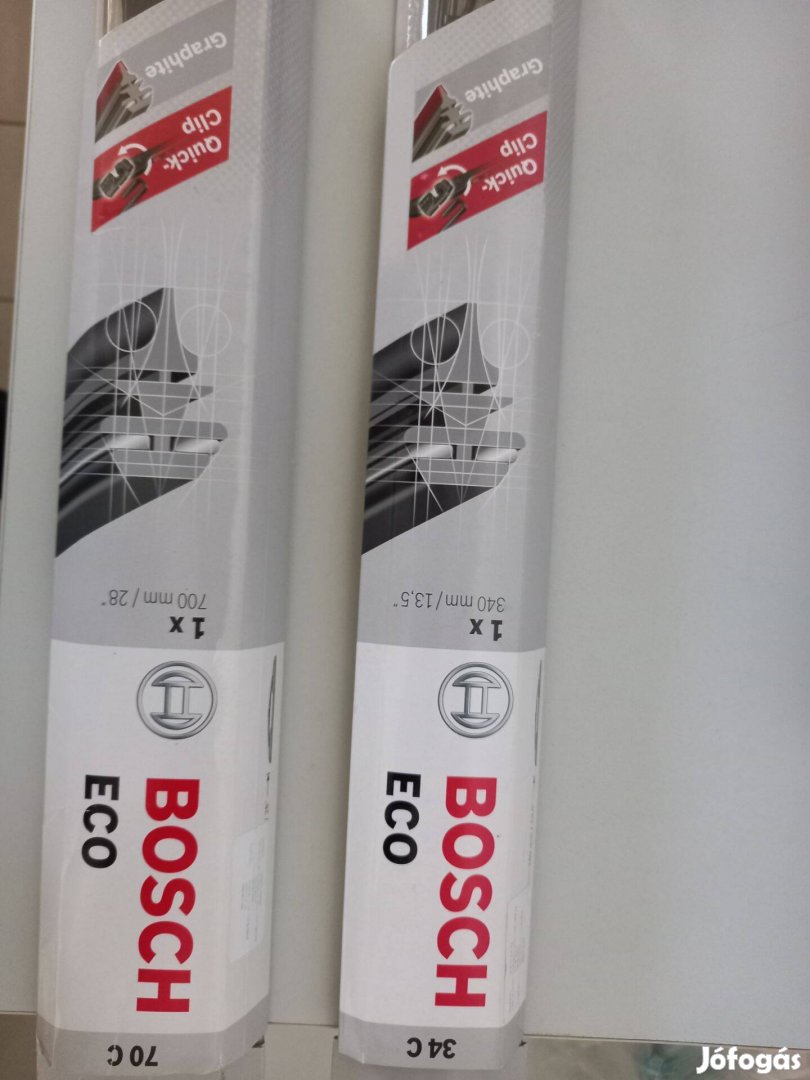 Graphite
Quick-
Clip
1 x
700 mm / 28"
BOSCH
ECO
70 C
Graphite
Quick-
Clip
1 x
340 mm / 13,5"
BOSCH
ECO
34 C
Jófogás